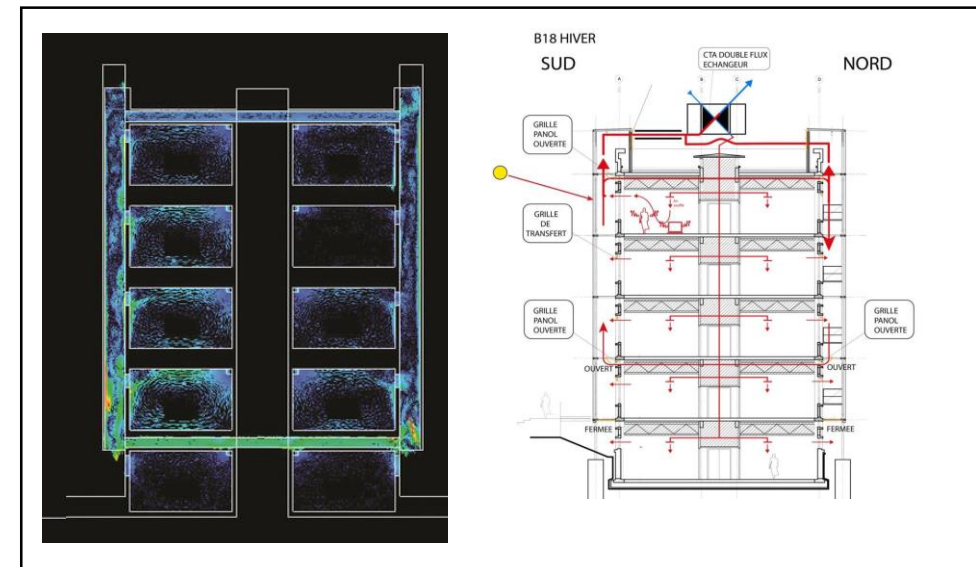 B18 HIVER
SUD
CTA DOUBLE FLUX
ECHANGEUR
NORD
A
B
C
D
GRILLE
PANOL
OUVERTE
GRILLE
DE
TRANSFERT
GRILLE
PANOL
OUVERTE
GRILLE
PANOL
OUVERTE
OUVERT
OUVERT
FERMEE
FERMEE